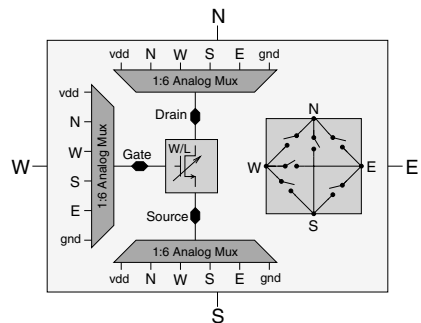 N
vdd N W S E gnd
1:6 Analog Mux
vdd
N
W
S
E
gnd
1:6 Analog Mux
Drain
W/L
Gate
Source
1:6 Analog Mux
vdd N W S E gnd
N
W
E
S
W
E
S